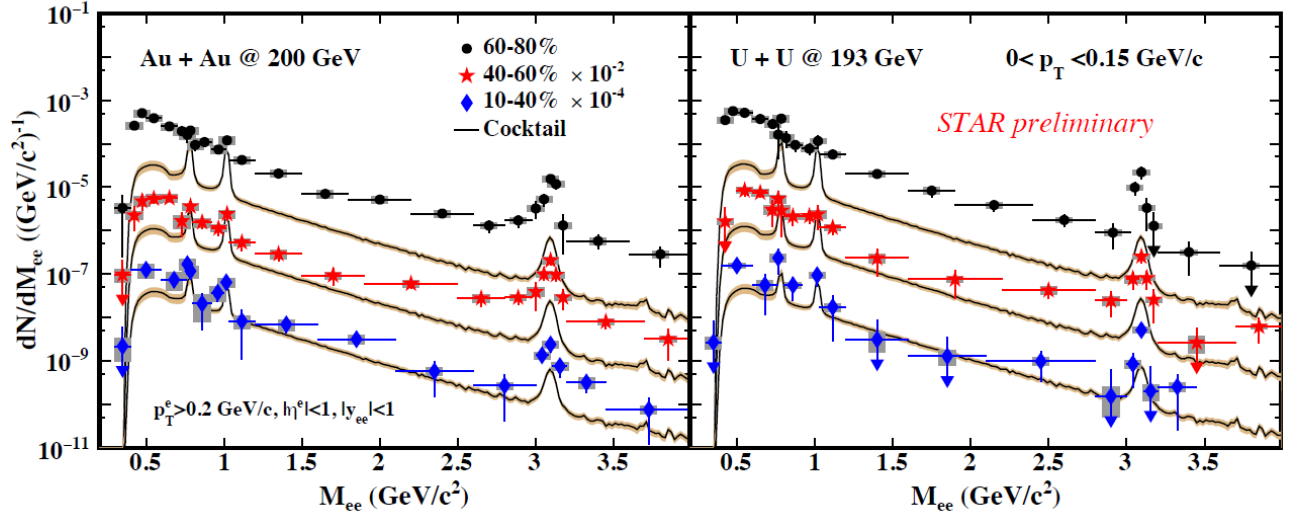 dN/dM_ee ((GeV/c²)⁻¹)
10⁻¹
10⁻³
10⁻⁵
10⁻⁷
10⁻⁹
10⁻¹¹
Au + Au @ 200 GeV
60-80%
40-60% × 10⁻²
10-40% × 10⁻⁴
Cocktail
p_T^e>0.2 GeV/c, |η^e|<1, |y_ee|<1
0.5 1 1.5 2 2.5 3 3.5
M_ee (GeV/c²)
U + U @ 193 GeV 0< p_T <0.15 GeV/c
STAR preliminary
0.5 1 1.5 2 2.5 3 3.5
M_ee (GeV/c²)